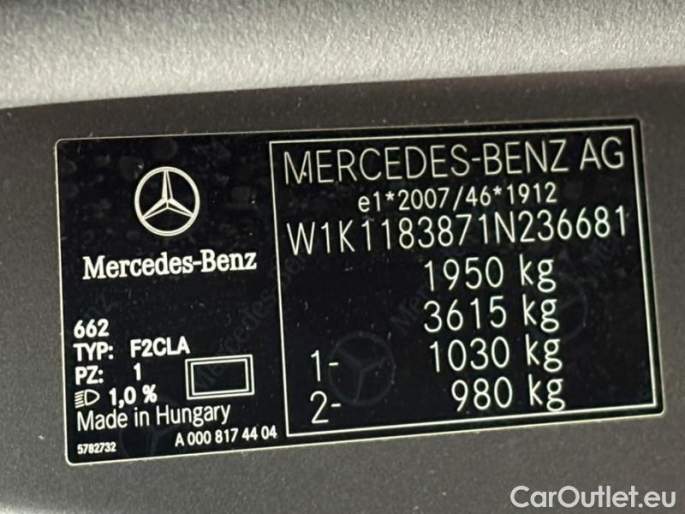 Mercedes-Benz
662
TYP: F2CLA
PZ: 1
1,0 %
Made in Hungary
5782732 A 000 817 44 04
MERCEDES-BENZ AG
e1*2007/46*1912
W1K1183871N236681
1950 kg
3615 kg
1- 1030 kg
2- 980 kg
CarOutlet.eu